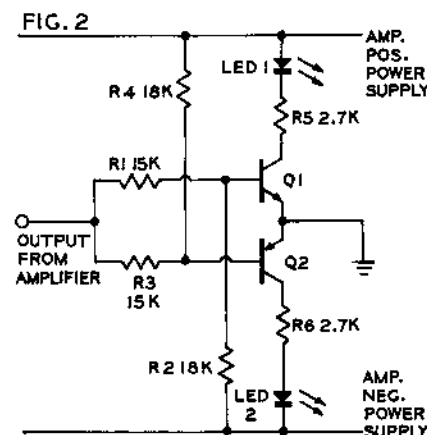 FIG. 2
AMP.
POS.
POWER
SUPPLY
LED 1
R4 18K
R5 2.7K
R1 15K
Q1
OUTPUT
FROM
AMPLIFIER
R3
15K
Q2
R6 2.7K
R2 18K
LED
2
AMP.
NEG.
POWER
SUPPLY